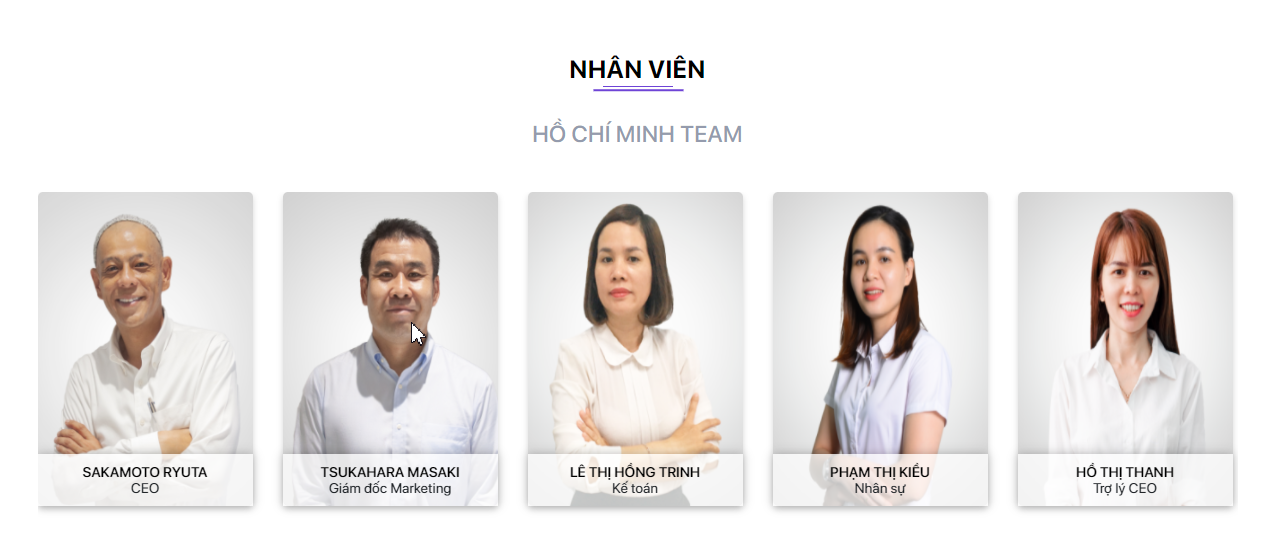 NHÂN VIÊN
HỒ CHÍ MINH TEAM
SAKAMOTO RYUTA
CEO
TSUKAHARA MASAKI
Giám đốc Marketing
LÊ THỊ HỒNG TRINH
Kế toán
PHẠM THỊ KIỀU
Nhân sự
HỒ THỊ THANH
Trợ lý CEO